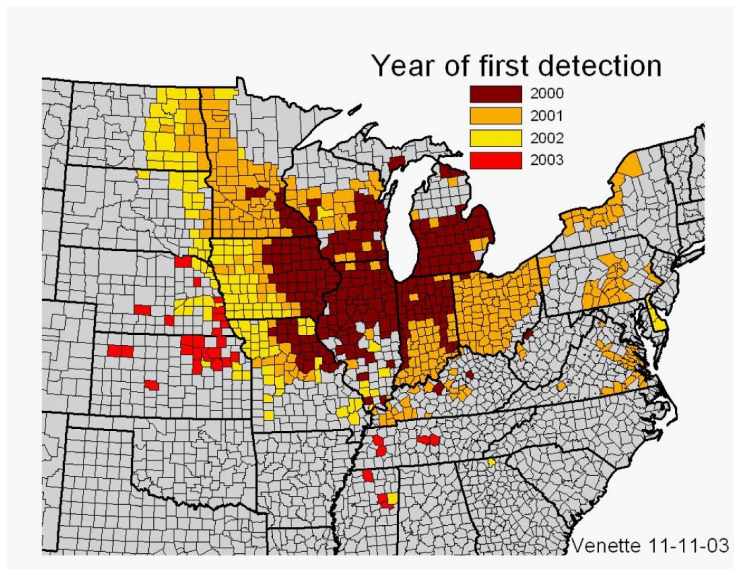 Year of first detection
2000
2001
2002
2003
Venette 11-11-03